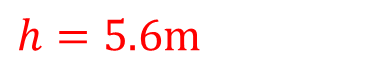 h = 5.6m